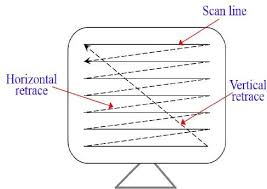 Scan line
Horizontal
retrace
Vertical
retrace